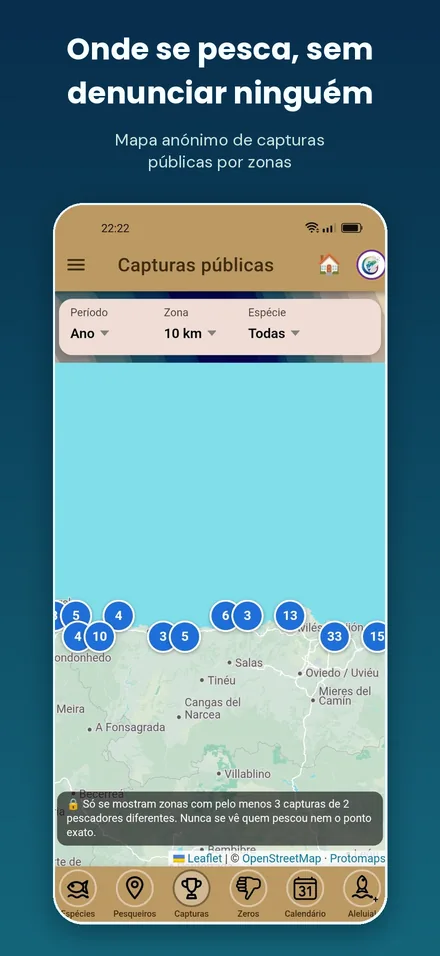 Onde se pesca, sem
denunciar ninguém
Mapa anónimo de capturas
públicas por zonas
22:22
Capturas públicas
Período
Zona
Espécie
Ano
10 km
Todas
5
4
6
3
13
4
10
3
5
33
15
ondonhedo
Salas
Oviedo / Uviéu
Tinéu
Mieres del
Camín
Cangas del
Narcea
Meira
A Fonsagrada
Villablino
Becerreá
🔒 Só se mostram zonas com pelo menos 3 capturas de 2
pescadores diferentes. Nunca se vê quem pescou nem o ponto
exato.
Bembibre
rte de
Leaflet | © OpenStreetMap · Protomaps
Espécies
Pesqueiros
Capturas
Zeros
31
Calendário
Aleluia!